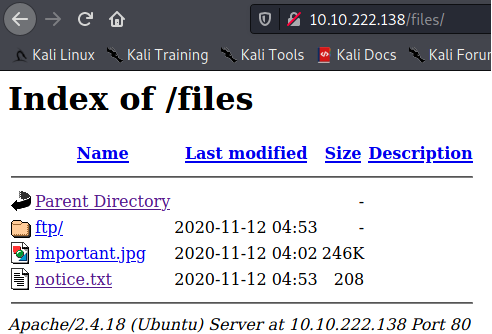 10.10.222.138/files/
Kali Linux Kali Training Kali Tools Kali Docs Kali Forum
Index of /files
Name Last modified Size Description
Parent Directory -
ftp/ 2020-11-12 04:53 -
important.jpg 2020-11-12 04:02 246K
notice.txt 2020-11-12 04:53 208
Apache/2.4.18 (Ubuntu) Server at 10.10.222.138 Port 80